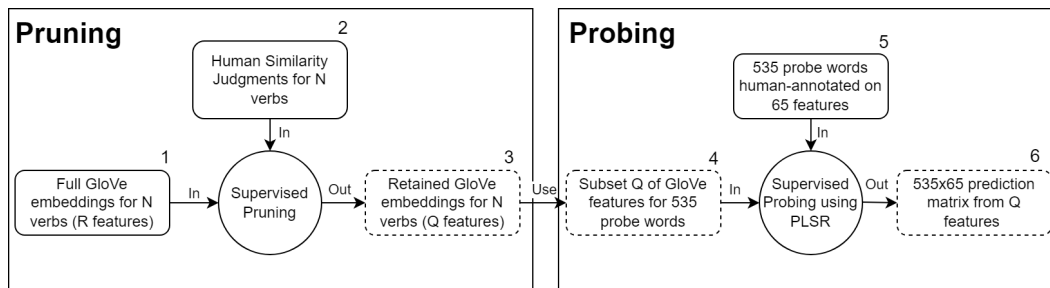 Pruning
2
Human Similarity
Judgments for N
verbs
In
1
Full GloVe
embeddings for N
verbs (R features)
In
Supervised
Pruning
Out
3
Retained GloVe
embeddings for N
verbs (Q features)
Use
Probing
5
535 probe words
human-annotated on
65 features
In
4
Subset Q of GloVe
features for 535
probe words
In
Supervised
Probing using
PLSR
Out
6
535x65 prediction
matrix from Q
features